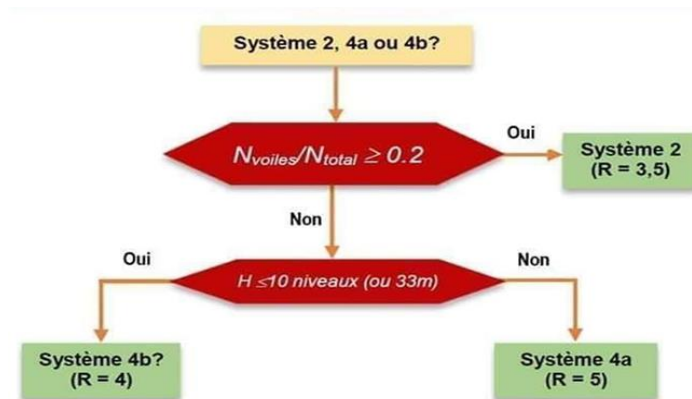 Système 2, 4a ou 4b?
Nvoiles/Ntotal ≥ 0.2
Oui
Système 2
(R = 3,5)
Non
Oui
H ≤10 niveaux (ou 33m)
Non
Système 4b?
(R = 4)
Système 4a
(R = 5)